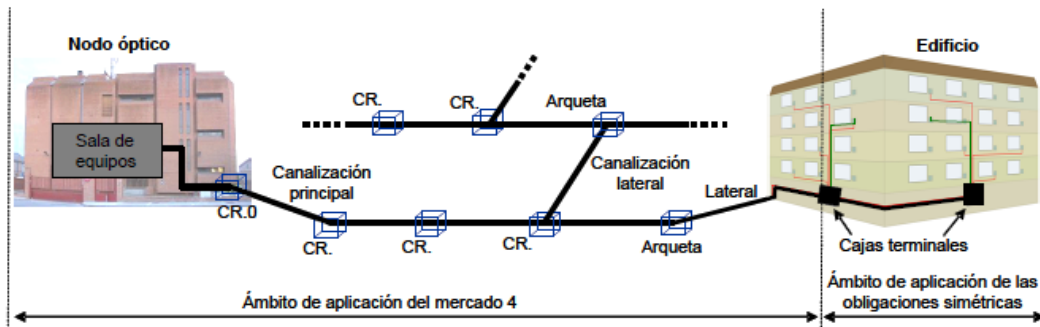 Nodo óptico
Edificio
Sala de
equipos
CR.
CR.
Arqueta
Canalización
principal
Canalización
lateral
Lateral
CR.0
CR.
CR.
CR.
Arqueta
Cajas terminales
Ámbito de aplicación del mercado 4
Ámbito de aplicación de las
obligaciones simétricas